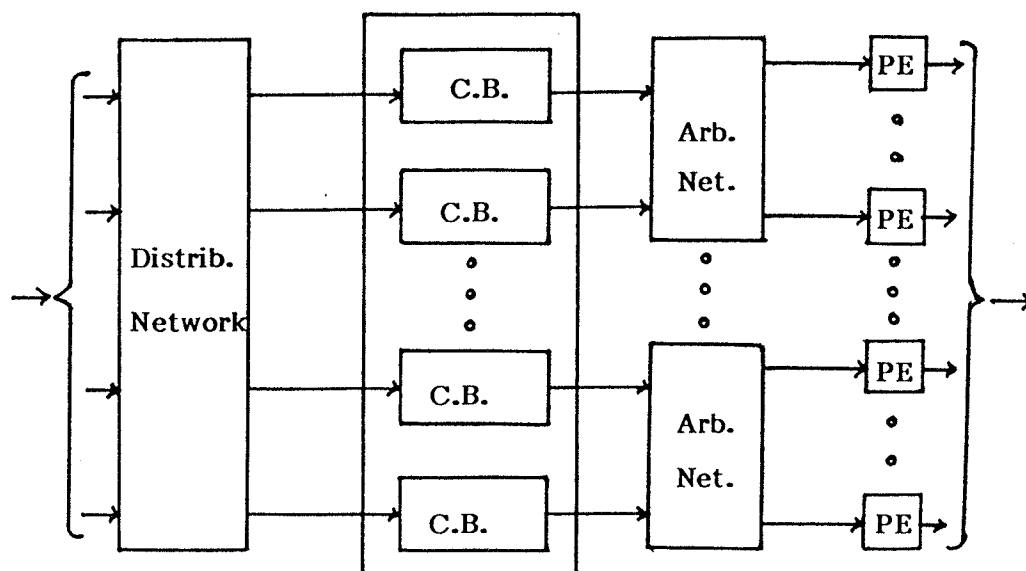 C.B.
C.B.
C.B.
C.B.
Distrib.
Network
Arb.
Net.
Arb.
Net.
PE
PE
PE
PE